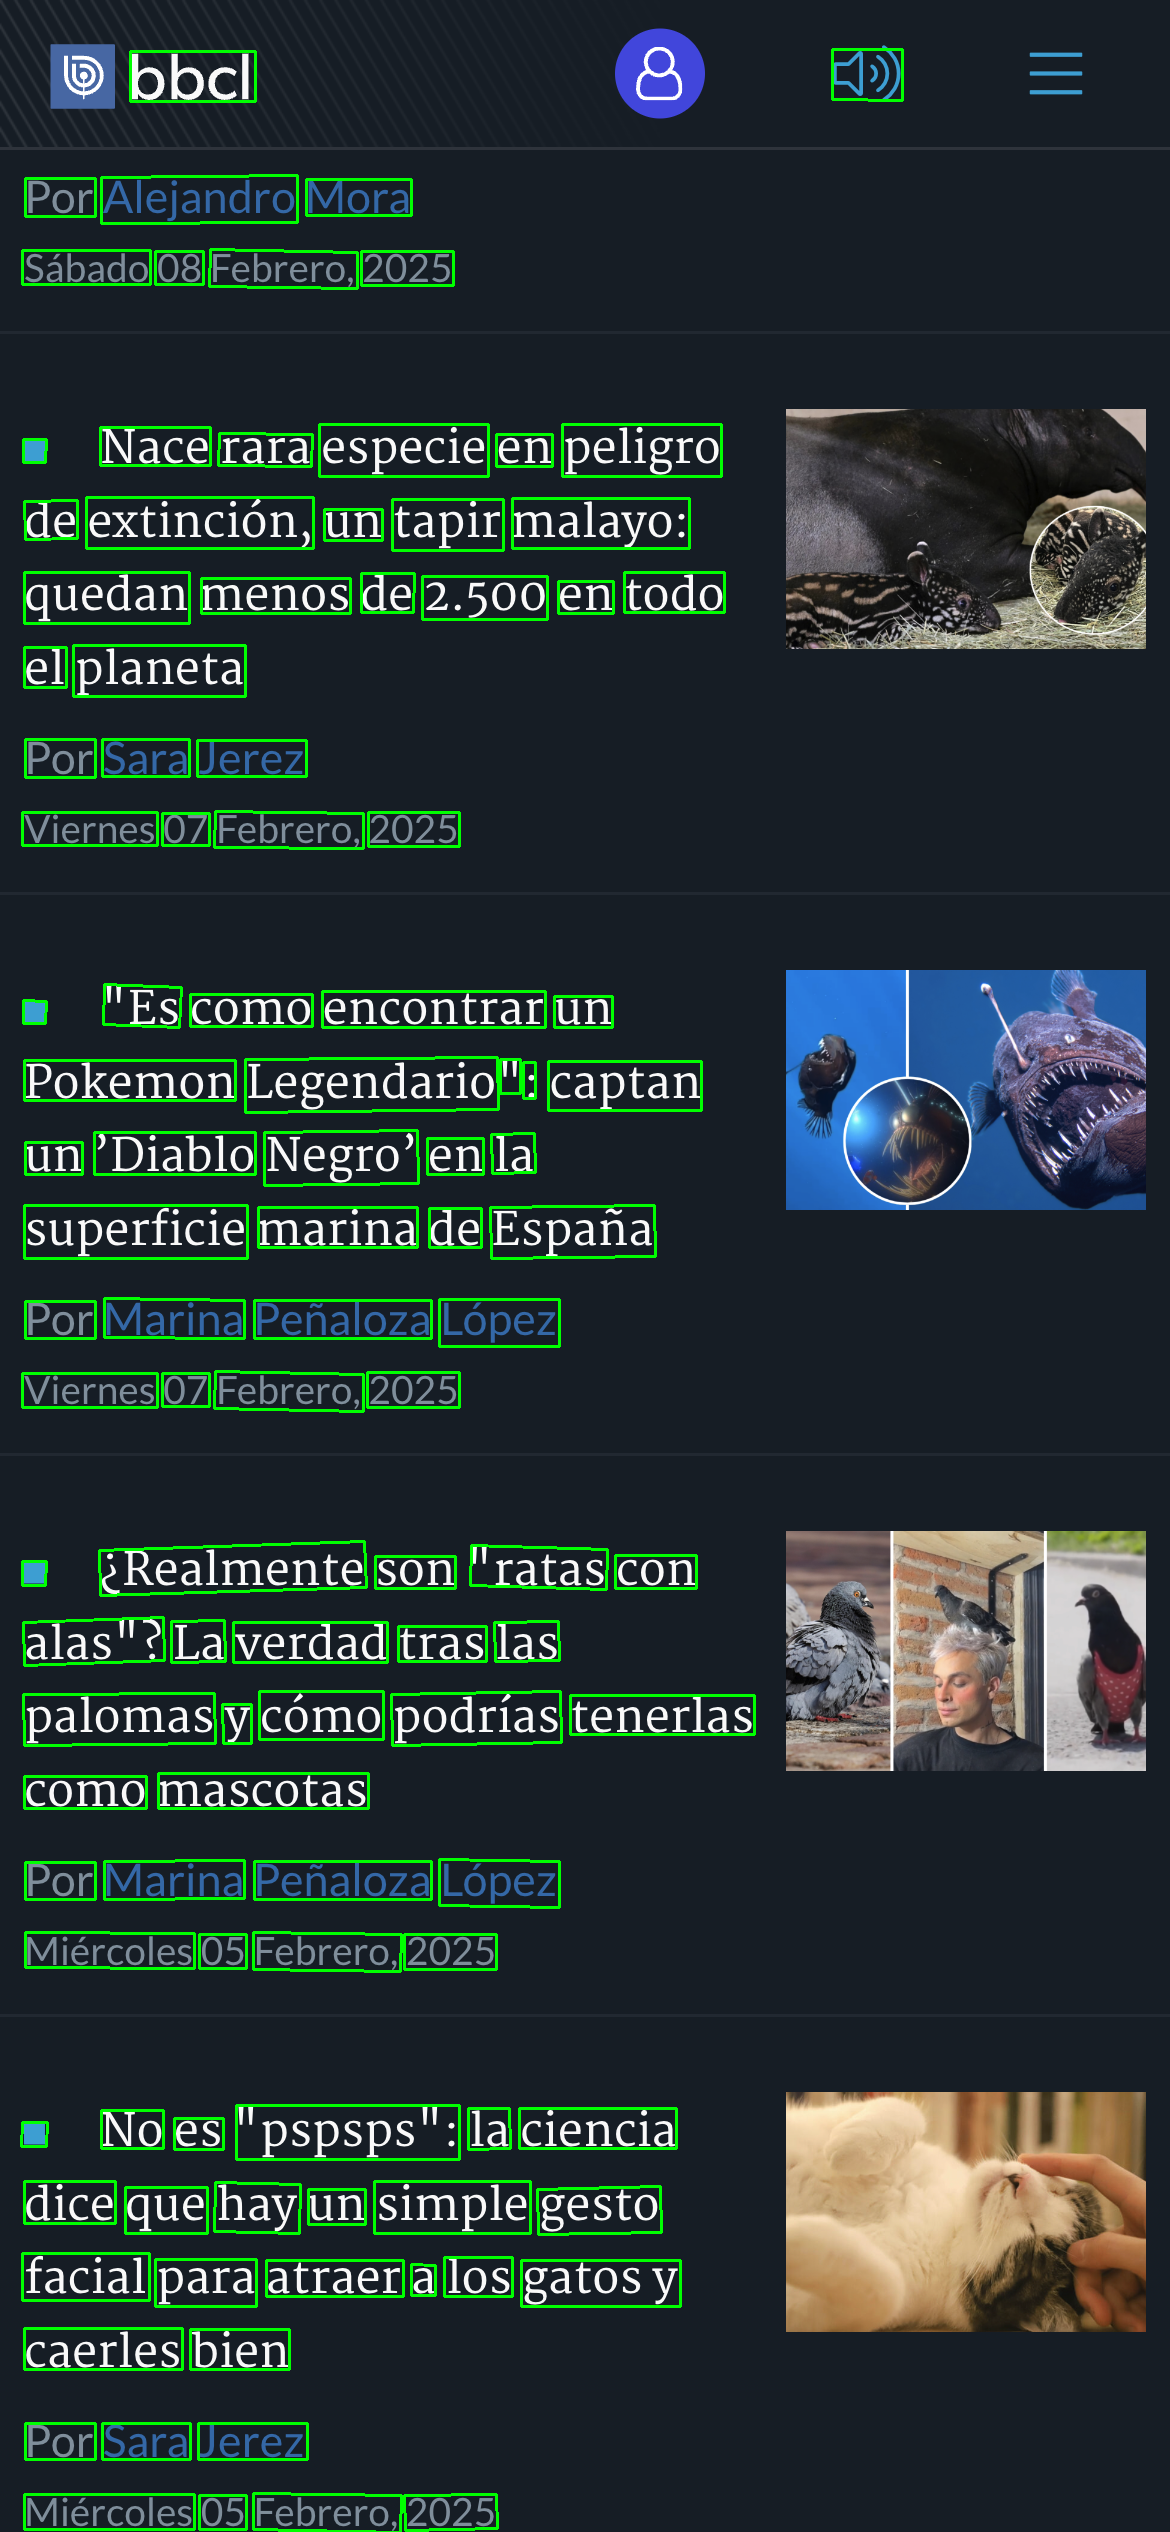 bbcl
Por Alejandro Mora
Sábado 08 Febrero, 2025
Nace rara especie en peligro
de extinción, un tapir malayo:
quedan menos de 2.500 en todo
el planeta
Por Sara Jerez
Viernes 07 Febrero, 2025
"Es como encontrar un
Pokemon Legendario": captan
un ’Diablo Negro’ en la
superficie marina de España
Por Marina Peñaloza López
Viernes 07 Febrero, 2025
¿Realmente son "ratas con
alas"? La verdad tras las
palomas y cómo podrías tenerlas
como mascotas
Por Marina Peñaloza López
Miércoles 05 Febrero, 2025
No es "pspsps": la ciencia
dice que hay un simple gesto
facial para atraer a los gatos y
caerles bien
Por Sara Jerez
Miércoles 05 Febrero, 2025